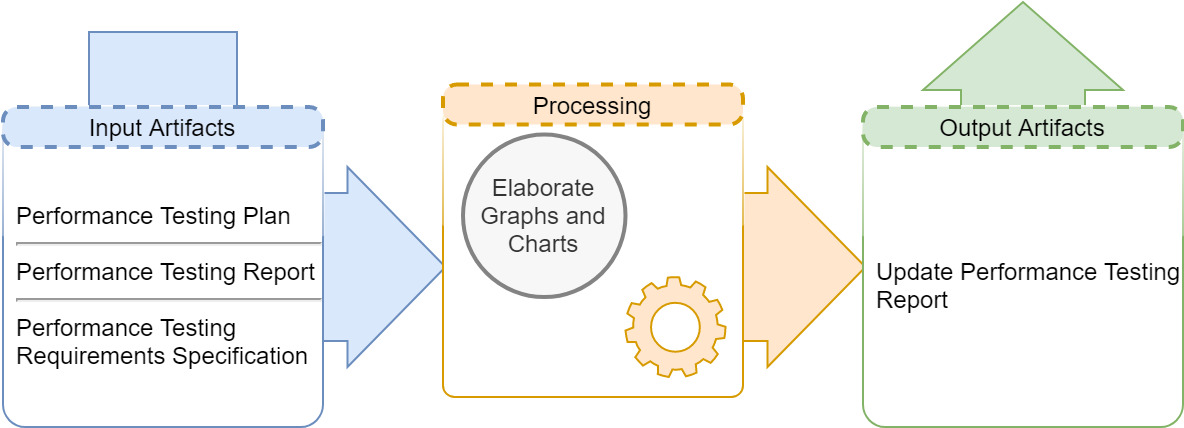 Input Artifacts
Performance Testing Plan
Performance Testing Report
Performance Testing
Requirements Specification
Processing
Elaborate
Graphs and
Charts
Output Artifacts
Update Performance Testing
Report